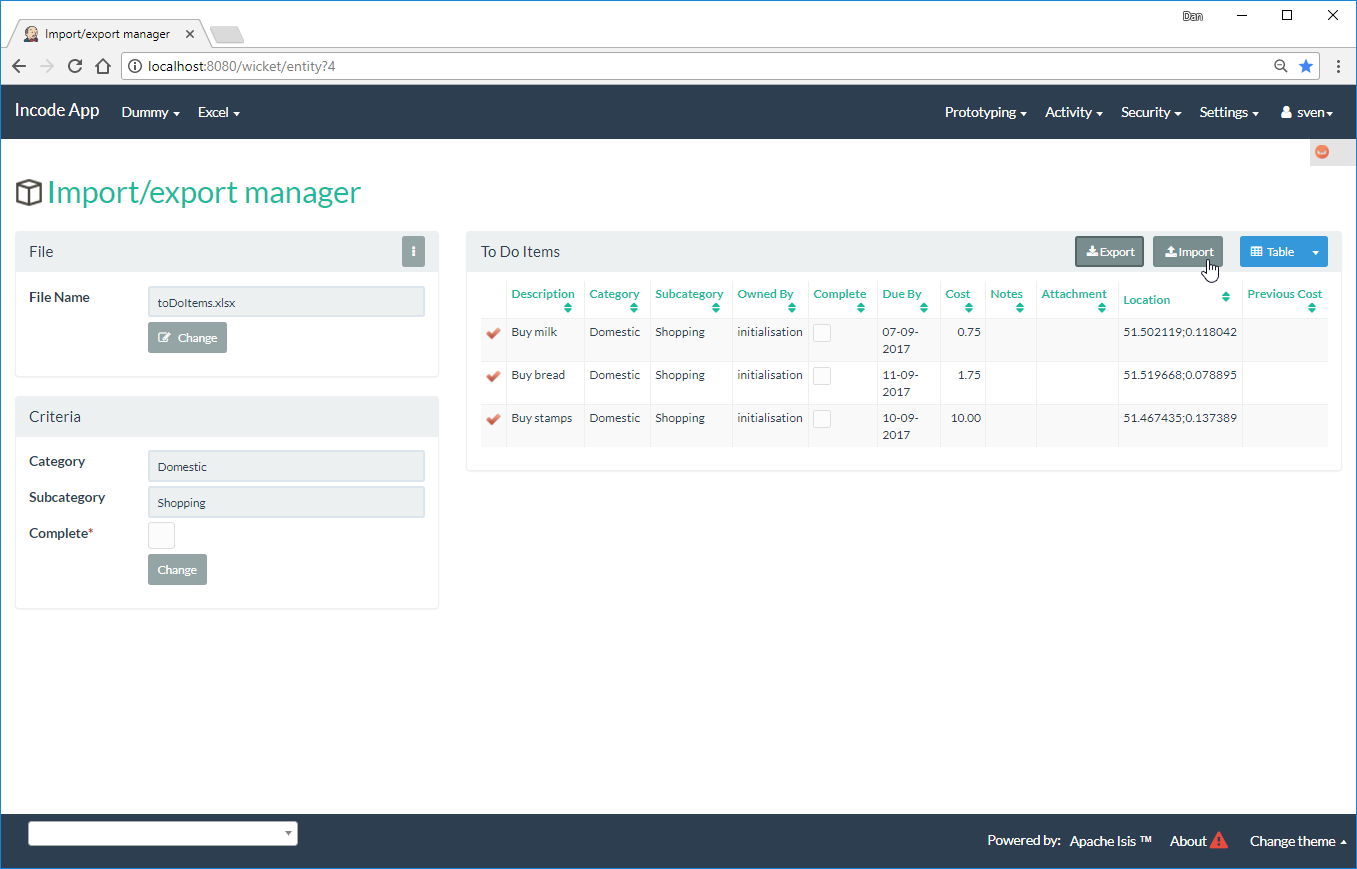 Dan
Import/export manager
localhost:8080/wicket/entity?4
Incode App Dummy Excel Prototyping Activity Security Settings sven
Import/export manager
File
File Name toDoItems.xlsx
Change
Criteria
Category Domestic
Subcategory Shopping
Complete*
Change
To Do Items Export Import Table
Description Category Subcategory Owned By Complete Due By Cost Notes Attachment Location Previous Cost
Buy milk Domestic Shopping initialisation 07-09- 0.75 51.502119;0.118042
2017
Buy bread Domestic Shopping initialisation 11-09- 1.75 51.519668;0.078895
2017
Buy stamps Domestic Shopping initialisation 10-09- 10.00 51.467435;0.137389
2017
Powered by: Apache Isis ™ About Change theme